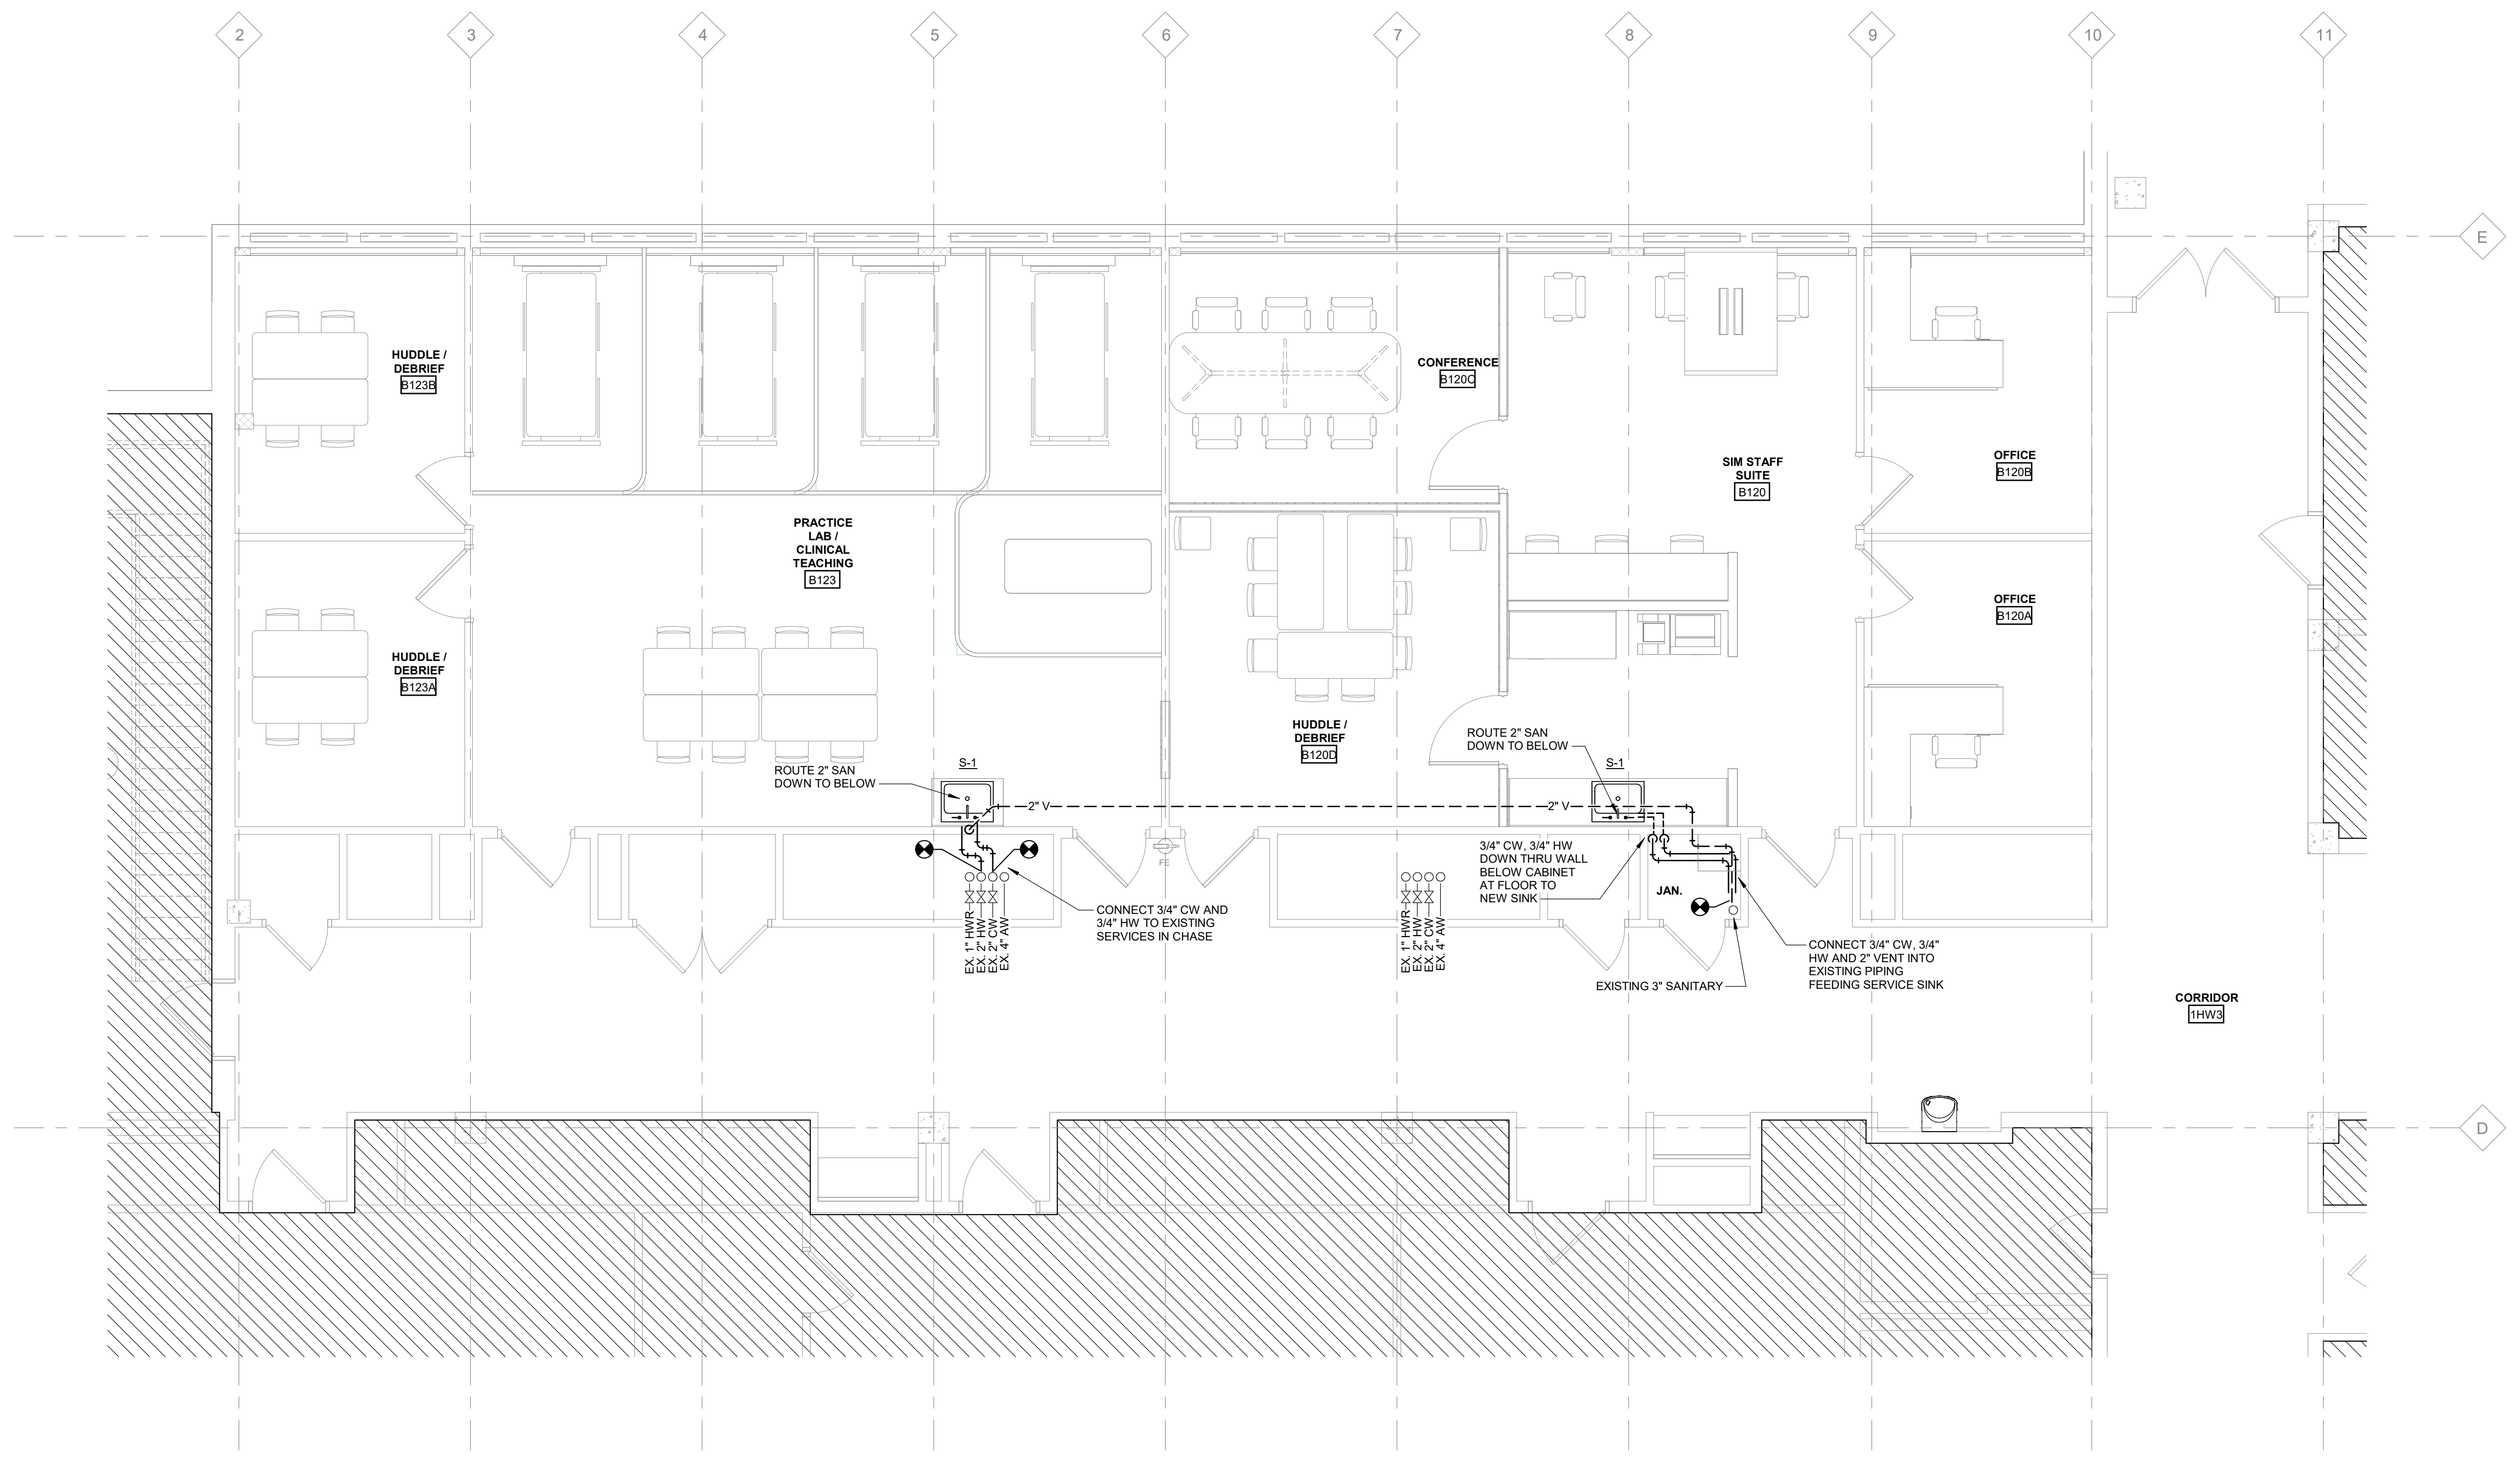 2
3
4
5
6
7
8
9
10
11
E
HUDDLE /
DEBRIEF
B123B
CONFERENCE
B120C
SIM STAFF
SUITE
B120
OFFICE
B120B
PRACTICE
LAB /
CLINICAL
TEACHING
B123
OFFICE
B120A
HUDDLE /
DEBRIEF
B123A
HUDDLE /
DEBRIEF
B120D
ROUTE 2" SAN
DOWN TO BELOW
S-1
ROUTE 2" SAN
DOWN TO BELOW
S-1
2" V
2" V
FE
3/4" CW, 3/4" HW
DOWN THRU WALL
BELOW CABINET
AT FLOOR TO
NEW SINK
JAN.
EX. 1" HWR
EX. 2" HW
EX. 2" CW
EX. 4" AW
CONNECT 3/4" CW AND
3/4" HW TO EXISTING
SERVICES IN CHASE
EX. 1" HWR
EX. 2" HW
EX. 2" CW
EX. 4" AW
EXISTING 3" SANITARY
CONNECT 3/4" CW, 3/4"
HW AND 2" VENT INTO
EXISTING PIPING
FEEDING SERVICE SINK
CORRIDOR
1HW3
D